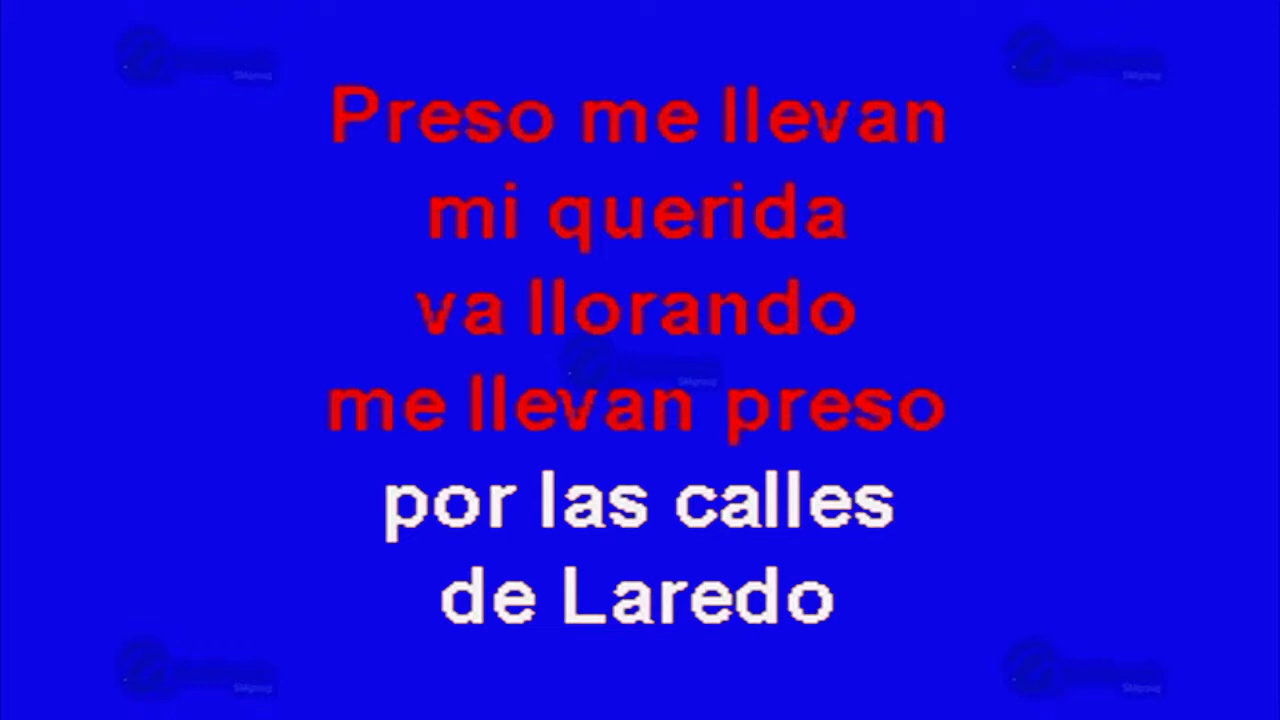 Preso me llevan
mi querida
va llorando
me llevan preso
por las calles
de Laredo